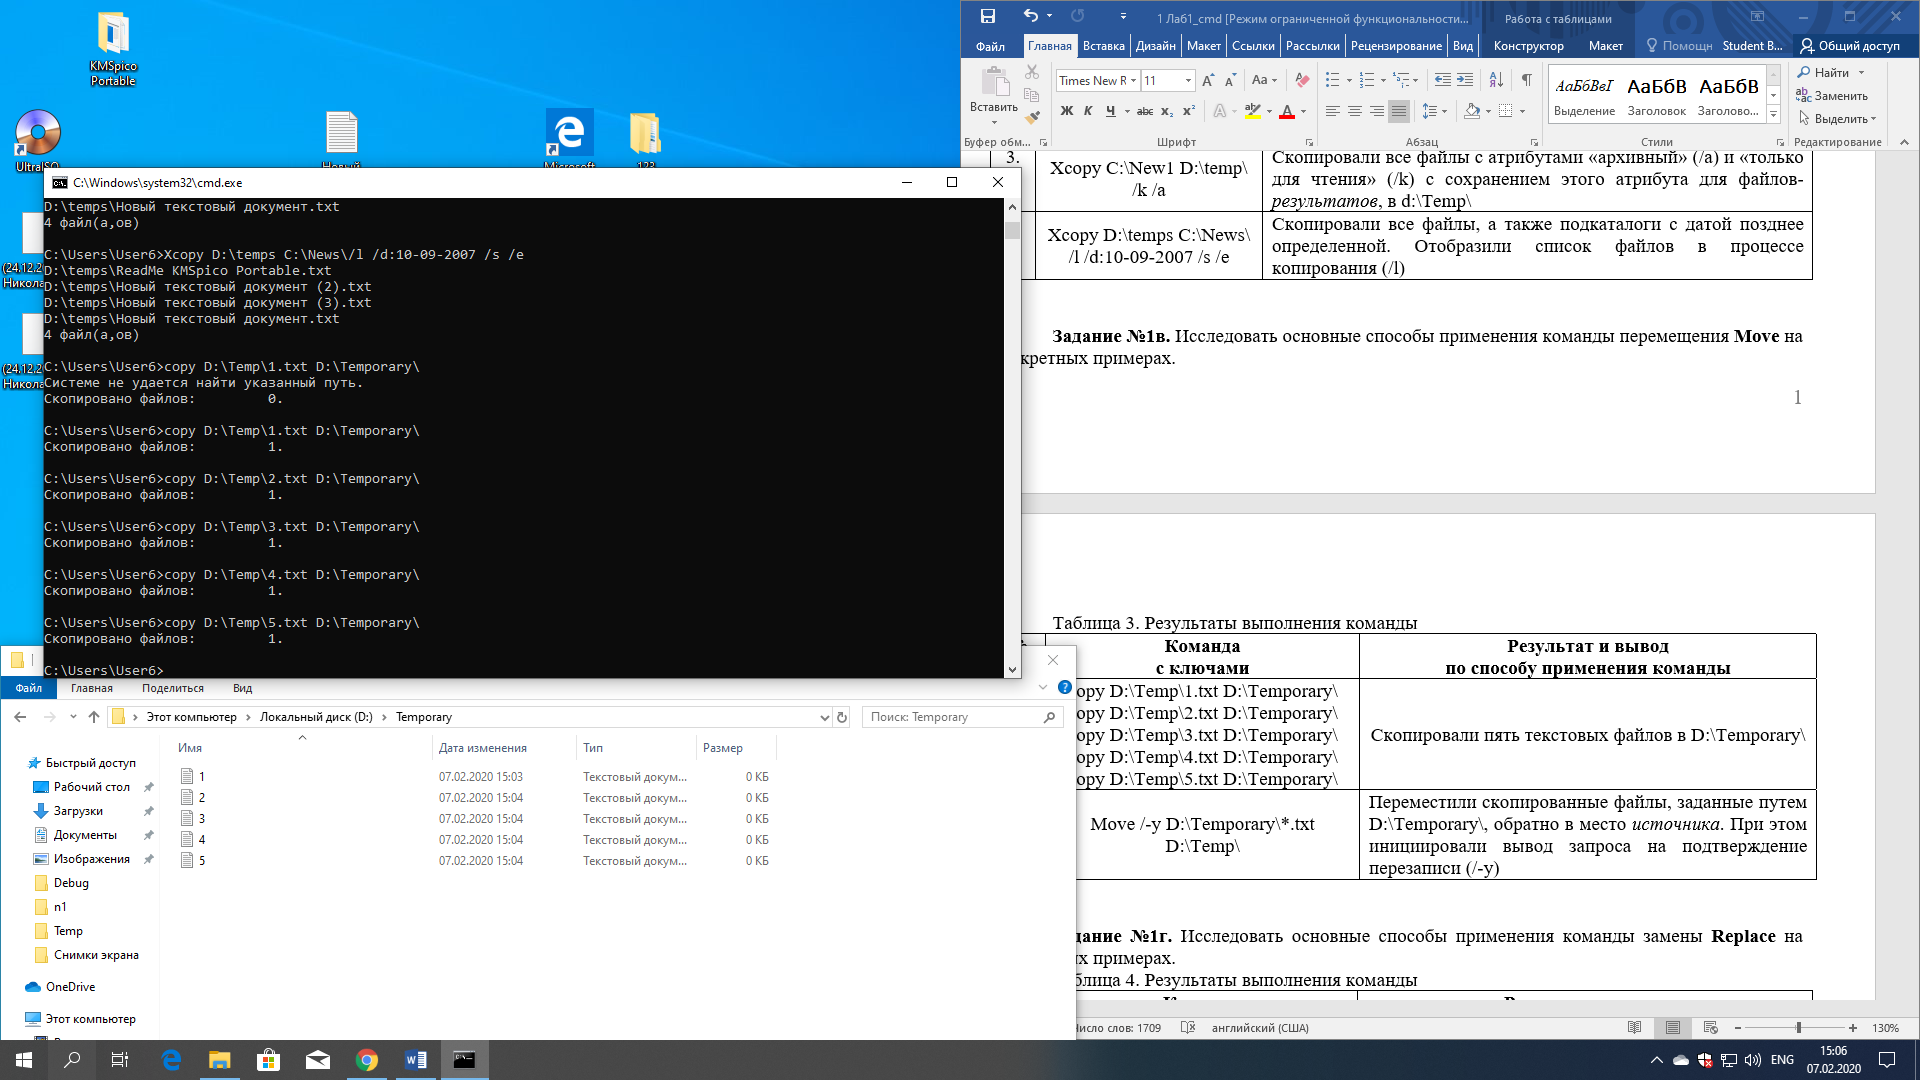 KMSpico
Portable
UltraISO
Новый
Microsoft
123
(24.12.2
Никола
(24.12.2
Никола
C:\Windows\system32\cmd.exe
D:\temps\Новый текстовый документ.txt
4 файл(а,ов)
C:\Users\User6>Xcopy D:\temps C:\News\/l /d:10-09-2007 /s /e
D:\temps\ReadMe KMSpico Portable.txt
D:\temps\Новый текстовый документ (2).txt
D:\temps\Новый текстовый документ (3).txt
D:\temps\Новый текстовый документ.txt
4 файл(а,ов)
C:\Users\User6>copy D:\Temp\1.txt D:\Temporary\
Системе не удается найти указанный путь.
Скопировано файлов: 0.
C:\Users\User6>copy D:\Temp\1.txt D:\Temporary\
Скопировано файлов: 1.
C:\Users\User6>copy D:\Temp\2.txt D:\Temporary\
Скопировано файлов: 1.
C:\Users\User6>copy D:\Temp\3.txt D:\Temporary\
Скопировано файлов: 1.
C:\Users\User6>copy D:\Temp\4.txt D:\Temporary\
Скопировано файлов: 1.
C:\Users\User6>copy D:\Temp\5.txt D:\Temporary\
Скопировано файлов: 1.
C:\Users\User6>
Файл Главная Поделиться Вид
Этот компьютер Локальный диск (D:) Temporary
Поиск: Temporary
Имя Дата изменения Тип Размер
1 07.02.2020 15:03 Текстовый докум... 0 КБ
2 07.02.2020 15:04 Текстовый докум... 0 КБ
3 07.02.2020 15:04 Текстовый докум... 0 КБ
4 07.02.2020 15:04 Текстовый докум... 0 КБ
5 07.02.2020 15:04 Текстовый докум... 0 КБ
Быстрый доступ
Рабочий стол
Загрузки
Документы
Изображения
Debug
n1
Temp
Снимки экрана
OneDrive
Этот компьютер
1 Лаб1_cmd [Режим ограниченной функциональности...
Работа с таблицами
Файл Главная Вставка Дизайн Макет Ссылки Рассылки Рецензирование Вид Конструктор Макет Помощн Student B... Общий доступ
Вставить
Times New R 11
Aa
Ж К Ч abc x₂ x²
АаБбВвІ АаБбВ АаБбВ
Выделение Заголовок Заголово...
Найти
Заменить
Выделить
Буфер обм... Шрифт Абзац Стили Редактирование
3.
Xcopy C:\New1 D:\temp\
/k /a
Скопировали все файлы с атрибутами «архивный» (/a) и «только
для чтения» (/k) с сохранением этого атрибута для файлов-
результатов, в d:\Temp\
Xcopy D:\temps C:\News\
/l /d:10-09-2007 /s /e
Скопировали все файлы, а также подкаталоги с датой позднее
определенной. Отобразили список файлов в процессе
копирования (/l)
Задание №1в. Исследовать основные способы применения команды перемещения Move на
кретных примерах.
1
Таблица 3. Результаты выполнения команды
Команда
с ключами
Результат и вывод
по способу применения команды
opy D:\Temp\1.txt D:\Temporary\
opy D:\Temp\2.txt D:\Temporary\
opy D:\Temp\3.txt D:\Temporary\
opy D:\Temp\4.txt D:\Temporary\
opy D:\Temp\5.txt D:\Temporary\
Скопировали пять текстовых файлов в D:\Temporary\
Move /-y D:\Temporary\*.txt
D:\Temp\
Переместили скопированные файлы, заданные путем
D:\Temporary\, обратно в место источника. При этом
инициировали вывод запроса на подтверждение
перезаписи (/-y)
дание №1г. Исследовать основные способы применения команды замены Replace на
ых примерах.
блица 4. Результаты выполнения команды
Число слов: 1709 английский (США) 130%
ENG
15:06
07.02.2020